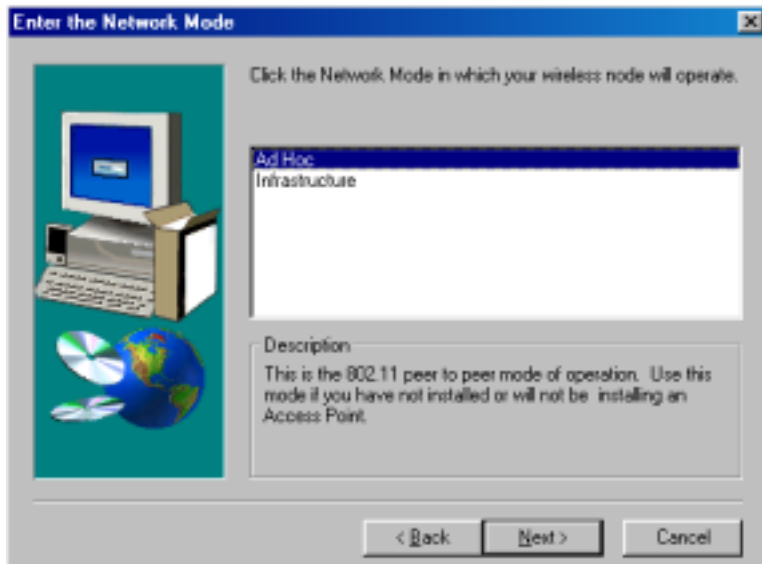 Enter the Network Mode
Click the Network Mode in which your wireless node will operate.
Ad Hoc
Infrastructure
Description
This is the 802.11 peer to peer mode of operation. Use this
mode if you have not installed or will not be installing an
Access Point.
< Back
Next >
Cancel